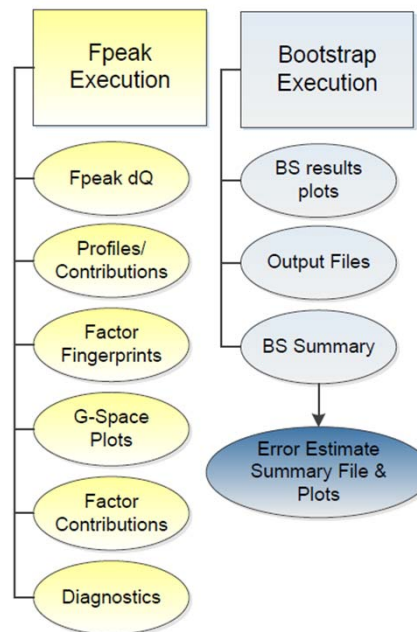 Fpeak
Execution
Fpeak dQ
Profiles/
Contributions
Factor
Fingerprints
G-Space
Plots
Factor
Contributions
Diagnostics
Bootstrap
Execution
BS results
plots
Output Files
BS Summary
Error Estimate
Summary File &
Plots